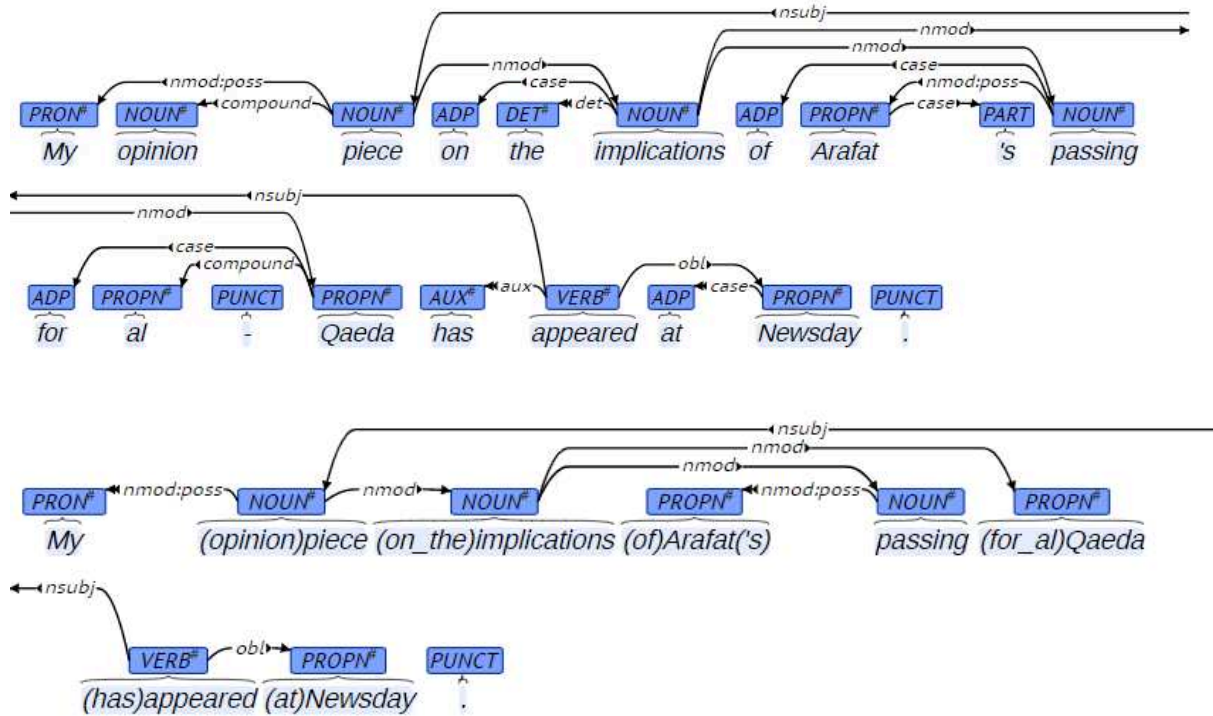 nsubj
nmod
nmod
nmod case
nmod:poss case nmod:poss
compound det case
PRON# NOUN# NOUN# ADP DET# NOUN# ADP PROPN# PART NOUN#
My opinion piece on the implications of Arafat 's passing
nsubj
nmod
case
compound obl
aux case
ADP PROPN# PUNCT PROPN# AUX# VERB# ADP PROPN# PUNCT
for al - Qaeda has appeared at Newsday .
nsubj
nmod
nmod
nmod:poss nmod nmod:poss
PRON# NOUN# NOUN# PROPN# NOUN# PROPN#
My (opinion)piece (on_the)implications (of)Arafat('s) passing (for_al)Qaeda
nsubj
obl
VERB# PROPN# PUNCT
(has)appeared (at)Newsday .